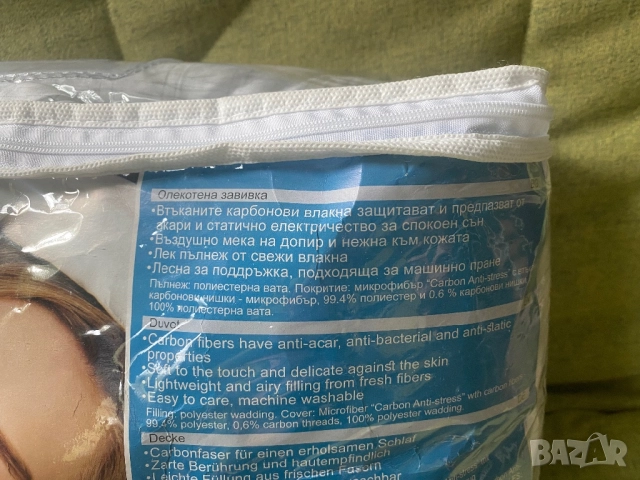 Олекотена завивка
•Втъканите карбонови влакна защитават и предпазват от
акари и статично електричество за спокоен сън
•Въздушно мека на допир и нежна към кожата
•Лек пълнеж от свежи влакна
•Лесна за поддръжка, подходяща за машинно пране
Пълнеж: полиестерна вата. Покритие: микрофибър "Carbon Anti-stress" с
карбонови нишки - микрофибър, 99.4% полиестер и 0.6 % карбонови нишки,
100% полиестерна вата.
Duvet
•Carbon fibers have anti-acar, anti-bacterial and anti-static
properties
•Soft to the touch and delicate against the skin
•Lightweight and airy filling from fresh fibers
•Easy to care, machine washable
Filling: polyester wadding. Cover: Microfiber "Carbon Anti-stress" with carbon
99.4% polyester, 0,6% carbon threads, 100% polyester wadding.
Decke
•Carbonfaser für einen erholsamen Schlaf
•Zarte Berührung und hautempfindlich
•Leichte Füllung aus frischen Fasern
BAZAR
.bg